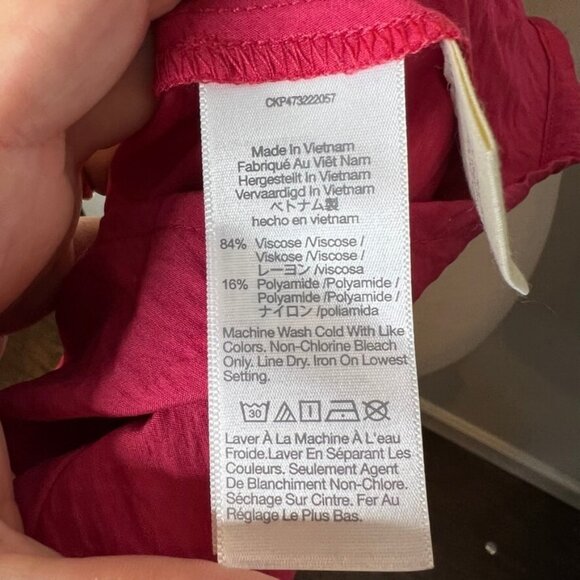 CKP473222057
Made In Vietnam
Fabriqué Au Viêt Nam
Hergestellt In Vietnam
Vervaardigd In Vietnam
ベトナム製
hecho en vietnam
84% Viscose /Viscose /
Viskose /Viscose /
レーヨン /viscosa
16% Polyamide /Polyamide /
Polyamide /Polyamide /
ナイロン /poliamida
Machine Wash Cold With Like
Colors. Non-Chlorine Bleach
Only. Line Dry. Iron On Lowest
Setting.
30
Laver À La Machine À L'eau
Froide.Laver En Séparant Les
Couleurs. Seulement Agent
De Blanchiment Non-Chlore.
Séchage Sur Cintre. Fer Au
Réglage Le Plus Bas.